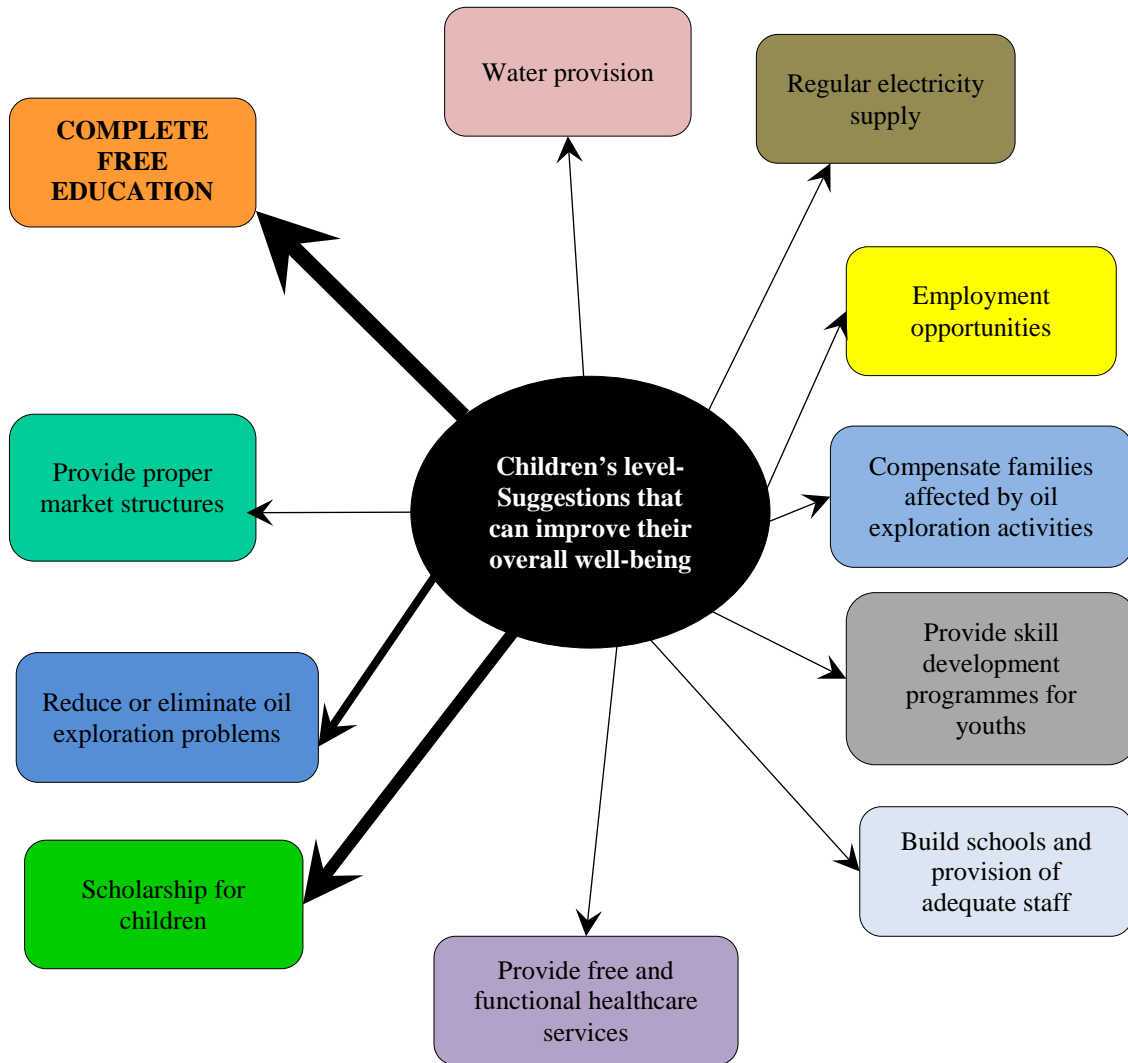 Water provision
Regular electricity
supply
COMPLETE
FREE
EDUCATION
Employment
opportunities
Children’s level-
Suggestions that
can improve their
overall well-being
Provide proper
market structures
Compensate families
affected by oil
exploration activities
Provide skill
development
programmes for
youths
Reduce or eliminate oil
exploration problems
Build schools and
provision of
adequate staff
Scholarship for
children
Provide free and
functional healthcare
services